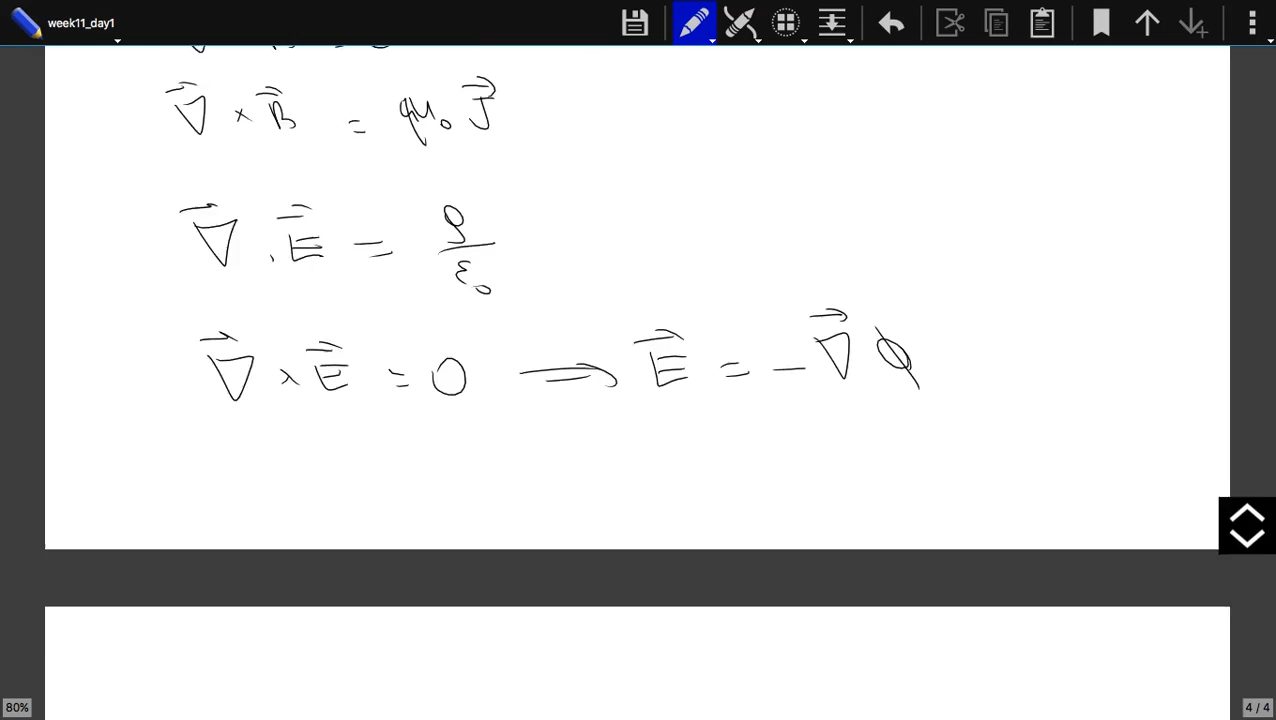 week11_day1
∇⃗ × B⃗ = μ₀ J⃗
∇⃗ . E⃗ = ρ/ε₀
∇⃗ × E⃗ = 0 → E⃗ = − ∇⃗ φ
80%
4 / 4